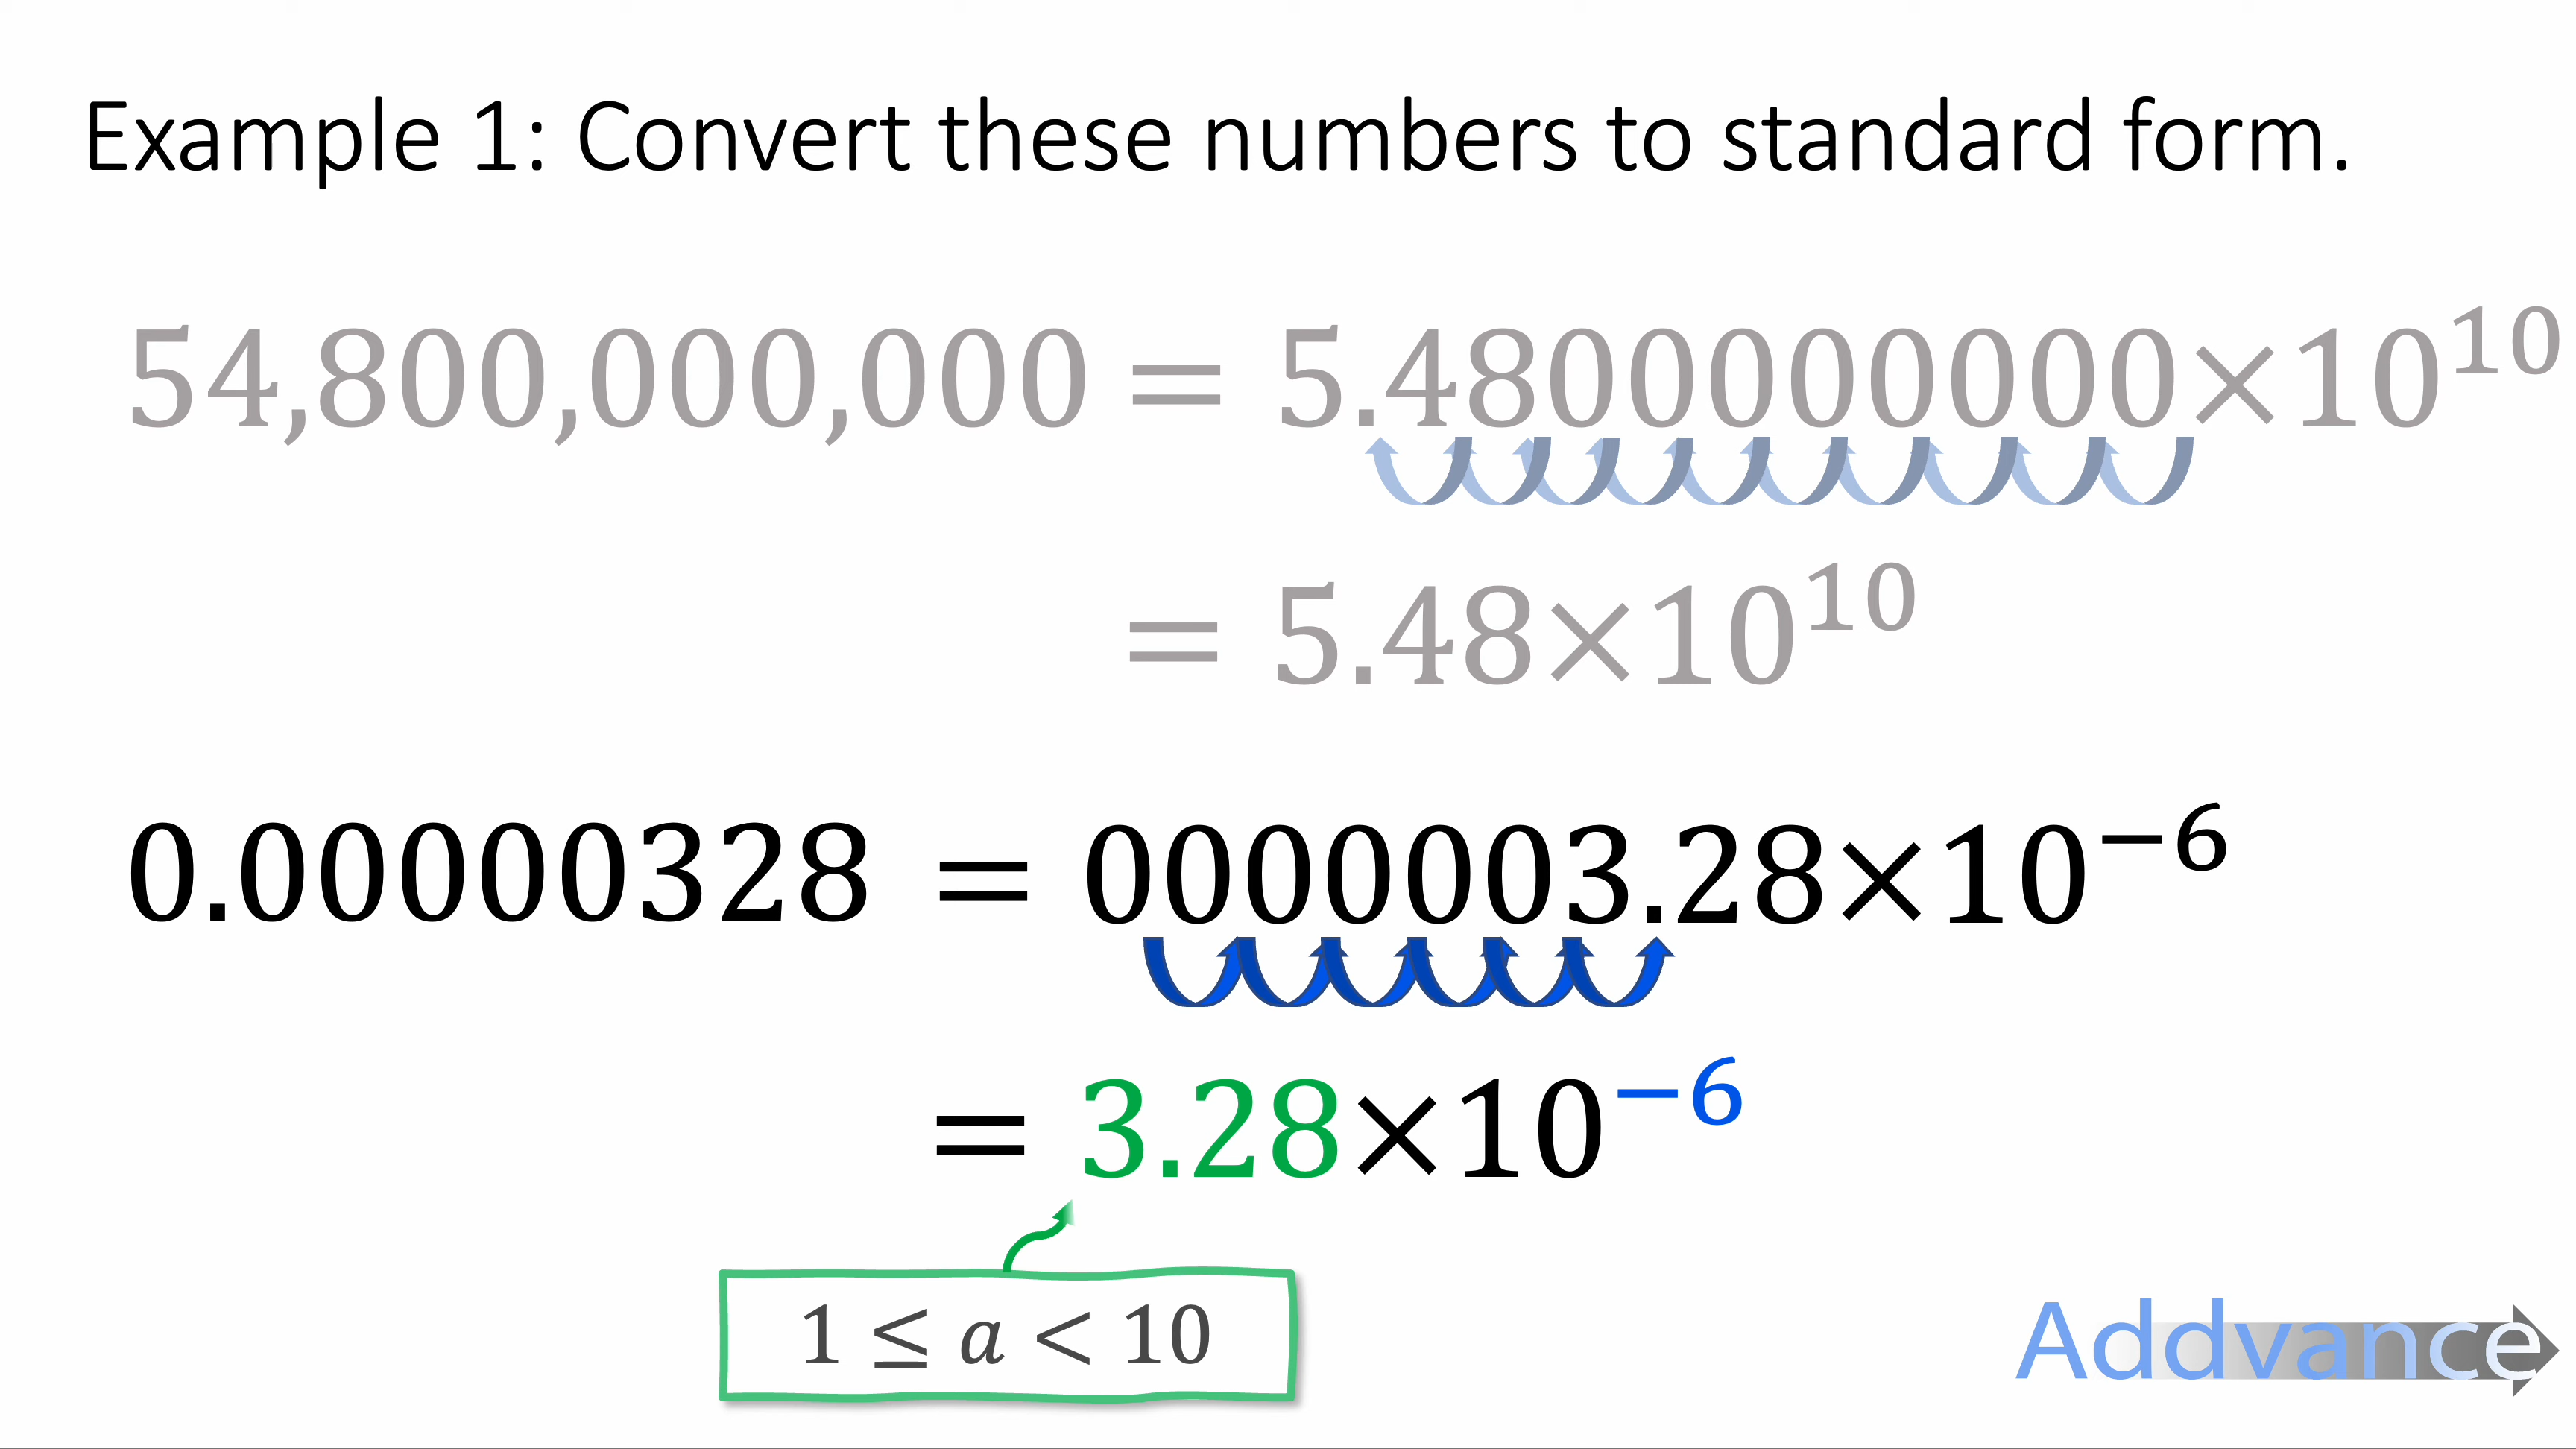 Example 1: Convert these numbers to standard form.
54,800,000,000 = 5.4800000000×10¹⁰
= 5.48×10¹⁰
0.00000328 = 0000003.28×10⁻⁶
= 3.28×10⁻⁶
1 ≤ a < 10
Addvance